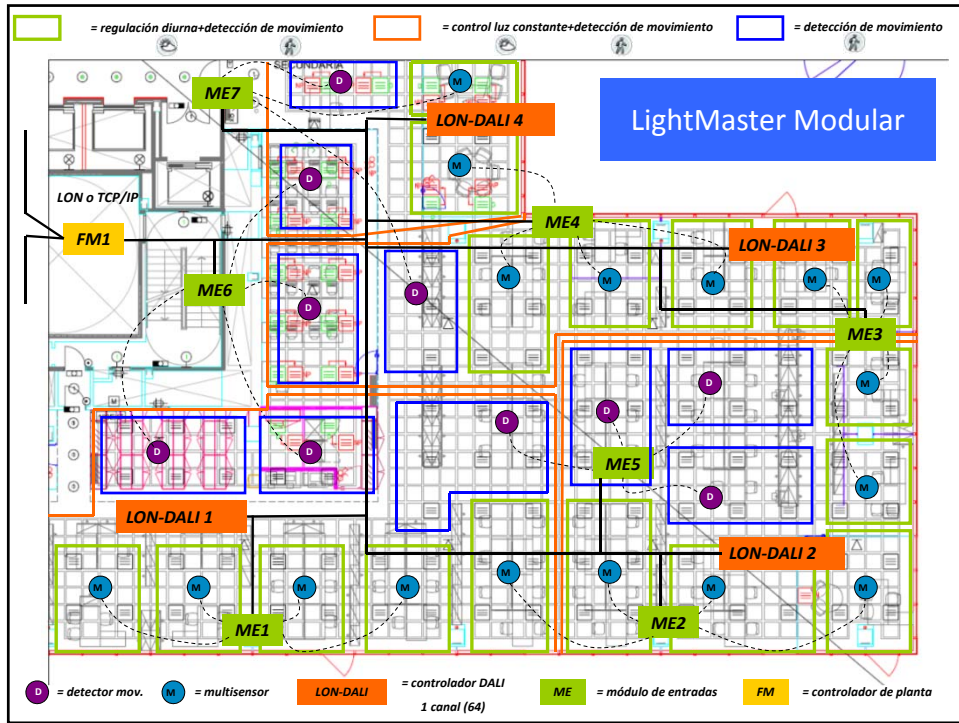 = regulación diurna+detección de movimiento
= control luz constante+detección de movimiento
= detección de movimiento
SECUNDARIA
LightMaster Modular
D
M
ME7
LON-DALI 4
M
D
LON o TCP/IP
FM1
ME4
LON-DALI 3
ME6
M
M
M
M
M
D
D
ME3
M
D
D
D
D
ME5
M
D
D
LON-DALI 1
LON-DALI 2
M
M
M
M
M
M
M
M
ME1
ME2
D = detector mov.
M = multisensor
LON-DALI = controlador DALI
1 canal (64)
ME = módulo de entradas
FM = controlador de planta